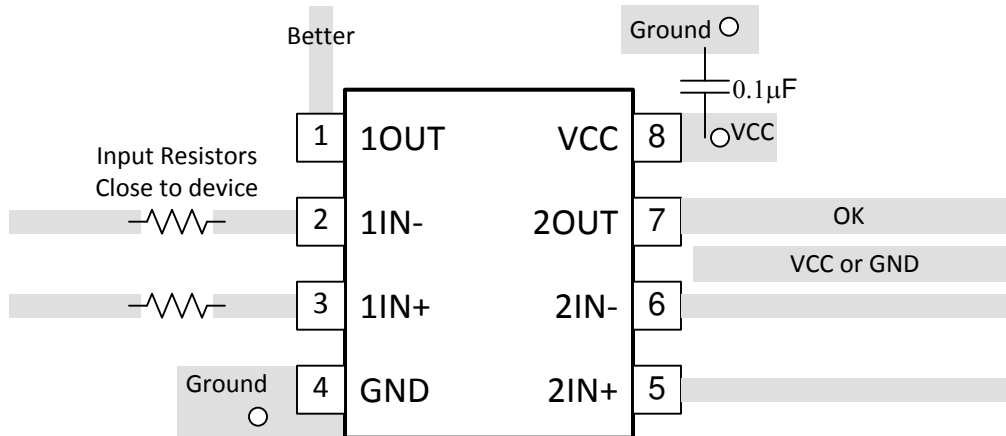 Better
Ground
0.1µF
1 1OUT VCC 8 VCC
Input Resistors
Close to device
2 1IN- 2OUT 7 OK
VCC or GND
3 1IN+ 2IN- 6
Ground 4 GND 2IN+ 5